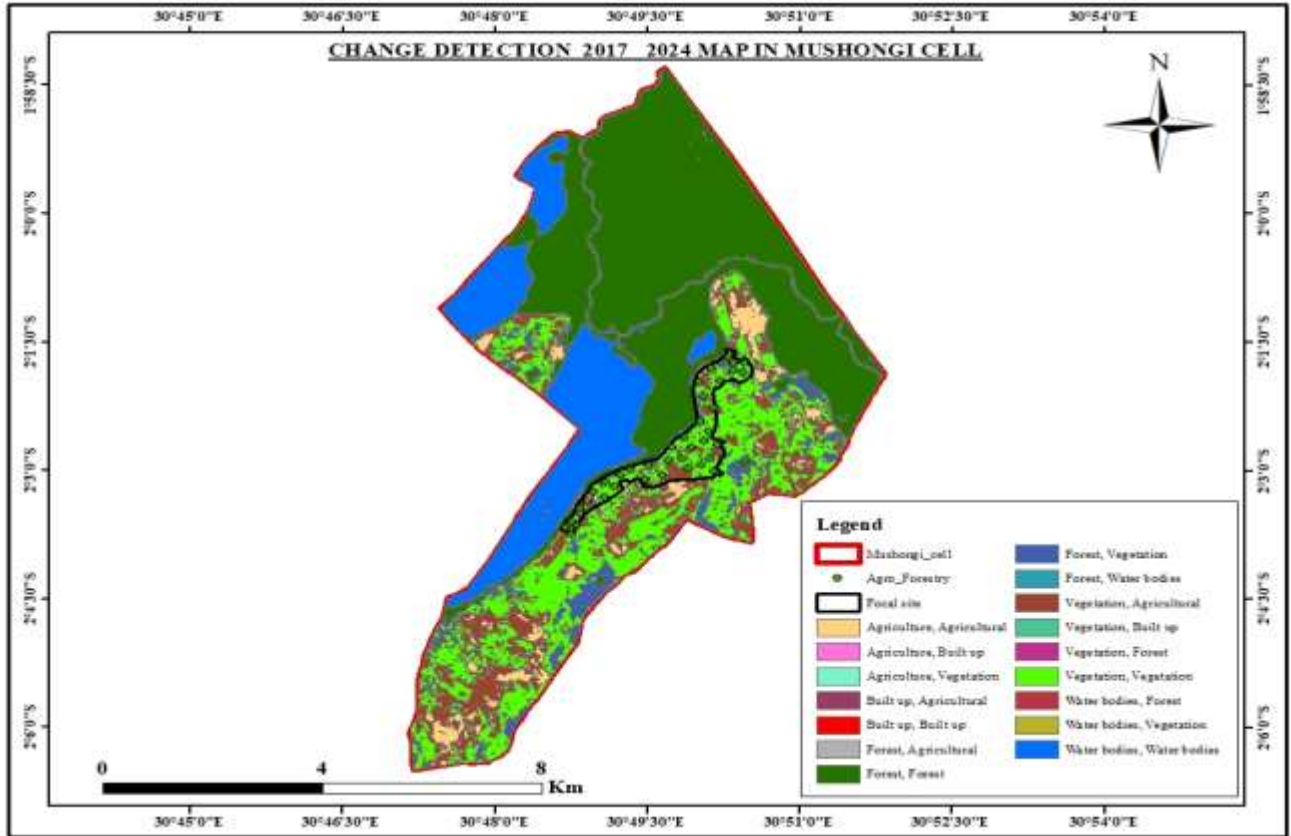 30°45'0"E 30°46'30"E 30°48'0"E 30°49'30"E 30°51'0"E 30°52'30"E 30°54'0"E
CHANGE DETECTION 2017 2024 MAP IN MUSHONGI CELL
N
1°58'30"S 1°58'30"S
2°0'0"S 2°0'0"S
2°1'30"S 2°1'30"S
2°3'0"S 2°3'0"S
2°4'30"S 2°4'30"S
2°6'0"S 2°6'0"S
Legend
Mushongi_cell
Agro_Forestry
Focal site
Agriculture, Agricultural
Agriculture, Built up
Agriculture, Vegetation
Built up, Agricultural
Built up, Built up
Forest, Agricultural
Forest, Forest
Forest, Vegetation
Forest, Water bodies
Vegetation, Agricultural
Vegetation, Built up
Vegetation, Forest
Vegetation, Vegetation
Water bodies, Forest
Water bodies, Vegetation
Water bodies, Water bodies
0 4 8
Km
30°45'0"E 30°46'30"E 30°48'0"E 30°49'30"E 30°51'0"E 30°52'30"E 30°54'0"E